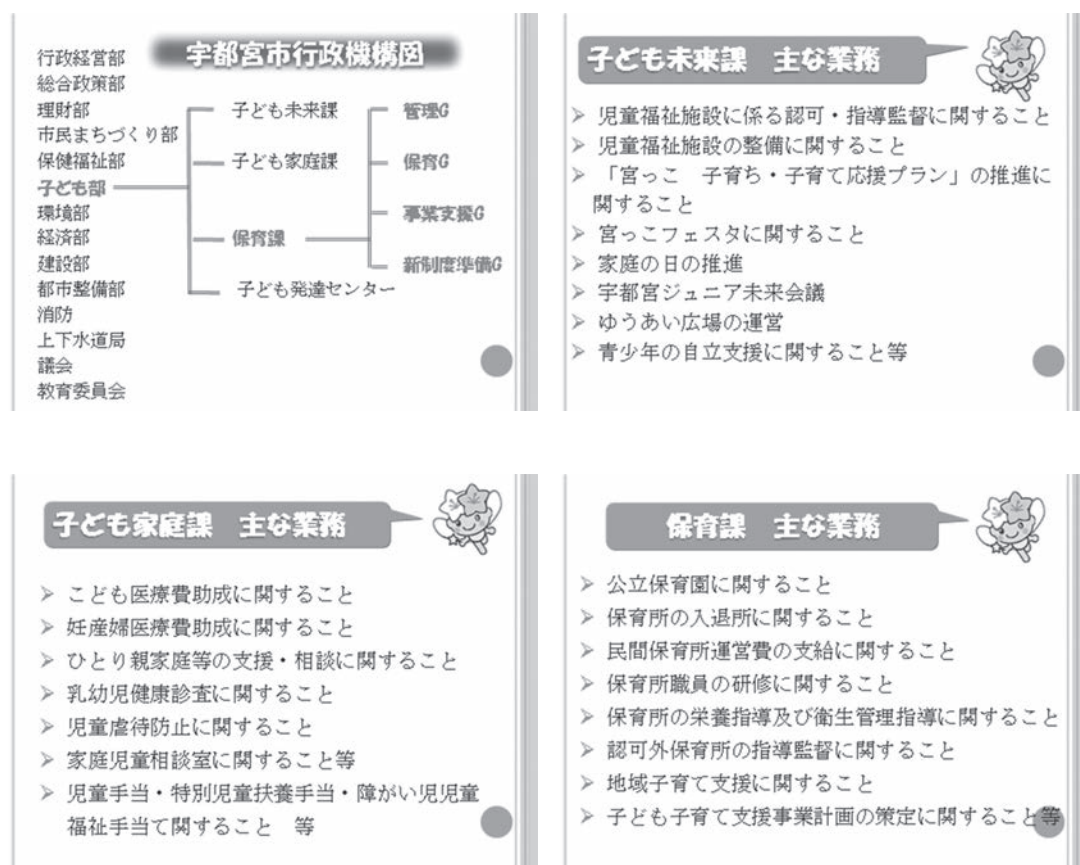 宇都宮市行政機構図
行政経営部
総合政策部
理財部
市民まちづくり部
保健福祉部
子ども部
環境部
経済部
建設部
都市整備部
消防
上下水道局
議会
教育委員会
子ども未来課
子ども家庭課
保育課
子ども発達センター
管理G
保育G
事業支援G
新制度準備G
子ども未来課 主な業務
➢ 児童福祉施設に係る認可・指導監督に関すること
➢ 児童福祉施設の整備に関すること
➢ 「宮っこ 子育ち・子育て応援プラン」の推進に
関すること
➢ 宮っこフェスタに関すること
➢ 家庭の日の推進
➢ 宇都宮ジュニア未来会議
➢ ゆうあい広場の運営
➢ 青少年の自立支援に関すること等
子ども家庭課 主な業務
➢ こども医療費助成に関すること
➢ 妊産婦医療費助成に関すること
➢ ひとり親家庭等の支援・相談に関すること
➢ 乳幼児健康診査に関すること
➢ 児童虐待防止に関すること
➢ 家庭児童相談室に関すること等
➢ 児童手当・特別児童扶養手当・障がい児児童
福祉手当て関すること 等
保育課 主な業務
➢ 公立保育園に関すること
➢ 保育所の入退所に関すること
➢ 民間保育所運営費の支給に関すること
➢ 保育所職員の研修に関すること
➢ 保育所の栄養指導及び衛生管理指導に関すること
➢ 認可外保育所の指導監督に関すること
➢ 地域子育て支援に関すること
➢ 子ども子育て支援事業計画の策定に関すること等